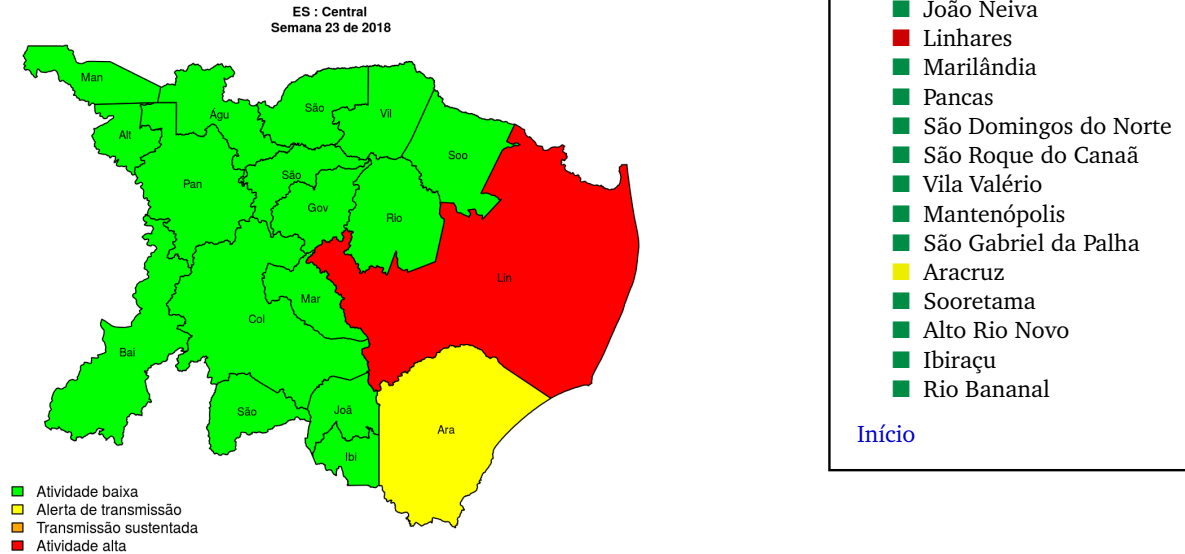 ES : Central
Semana 23 de 2018
Man
Águ
São
Vil
Alt
Soo
Pan
São
Gov
Rio
Lin
Mar
Col
Bai
São
Joã
Ara
Ibi
Atividade baixa
Alerta de transmissão
Transmissão sustentada
Atividade alta
João Neiva
Linhares
Marilândia
Pancas
São Domingos do Norte
São Roque do Canaã
Vila Valério
Mantenópolis
São Gabriel da Palha
Aracruz
Sooretama
Alto Rio Novo
Ibiraçu
Rio Bananal
Início